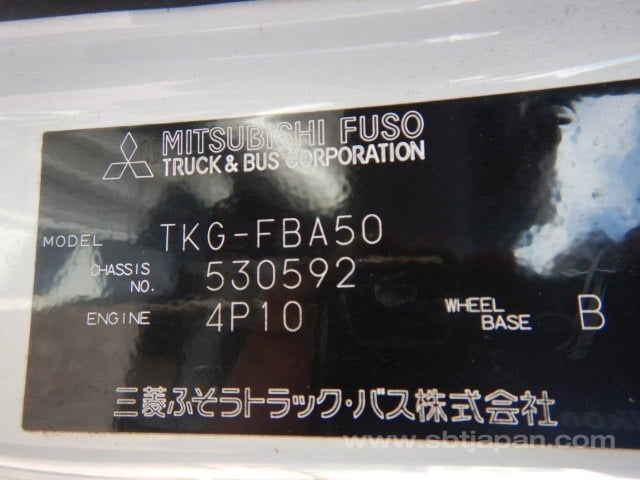 MITSUBISHI FUSO
TRUCK & BUS CORPORATION
MODEL TKG-FBA50
CHASSIS NO. 530592
ENGINE 4P10 WHEEL BASE B
三菱ふそうトラック・バス株式会社
www.sbtjapan.com